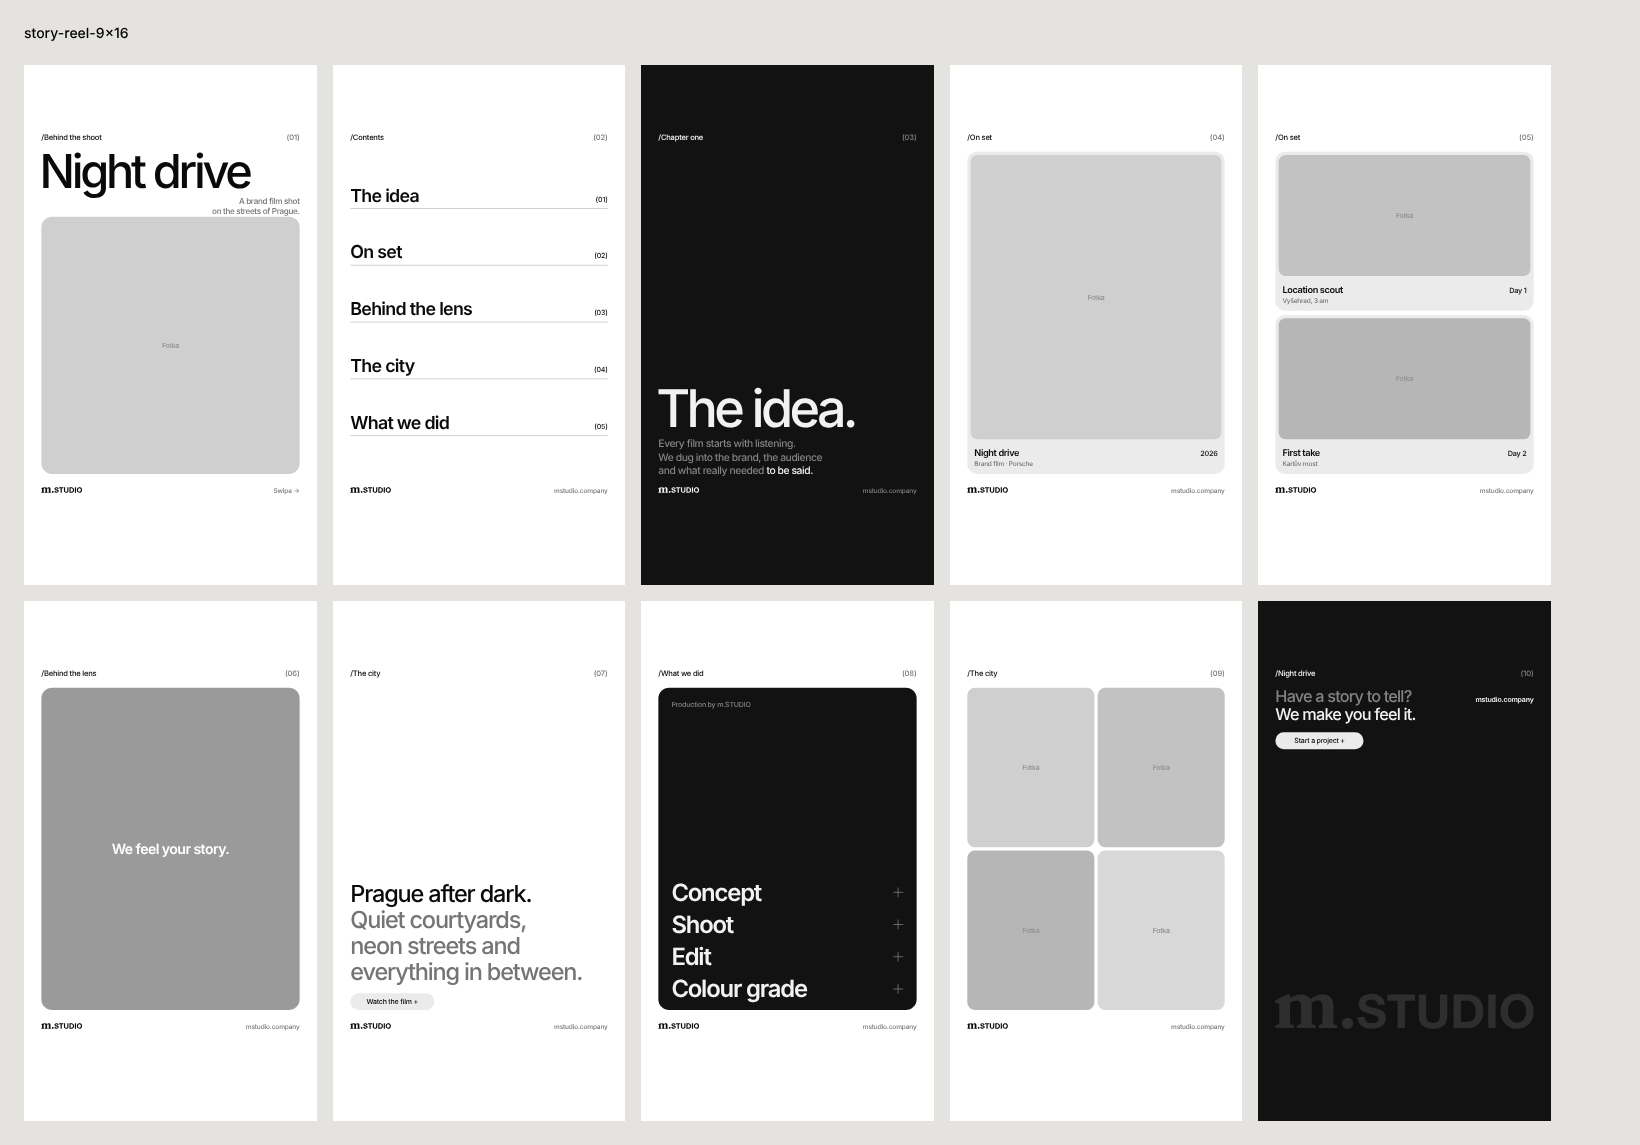 story-reel-9×16
/Behind the shoot (01)
Night drive
A brand film shot
on the streets of Prague.
Fotka
m.STUDIO Swipe →
/Contents (02)
The idea (01)
On set (02)
Behind the lens (03)
The city (04)
What we did (05)
m.STUDIO mstudio.company
/Chapter one (03)
The idea.
Every film starts with listening.
We dug into the brand, the audience
and what really needed to be said.
m.STUDIO mstudio.company
/On set (04)
Fotka
Night drive 2026
Brand film · Porsche
m.STUDIO mstudio.company
/On set (05)
Fotka
Location scout Day 1
Vyšehrad, 3 am
Fotka
First take Day 2
Karlův most
m.STUDIO mstudio.company
/Behind the lens (06)
We feel your story.
m.STUDIO mstudio.company
/The city (07)
Prague after dark.
Quiet courtyards,
neon streets and
everything in between.
Watch the film +
m.STUDIO mstudio.company
/What we did (08)
Production by m.STUDIO
Concept +
Shoot +
Edit +
Colour grade +
m.STUDIO mstudio.company
/The city (09)
Fotka Fotka
Fotka Fotka
m.STUDIO mstudio.company
/Night drive (10)
Have a story to tell? mstudio.company
We make you feel it.
Start a project +
m.STUDIO